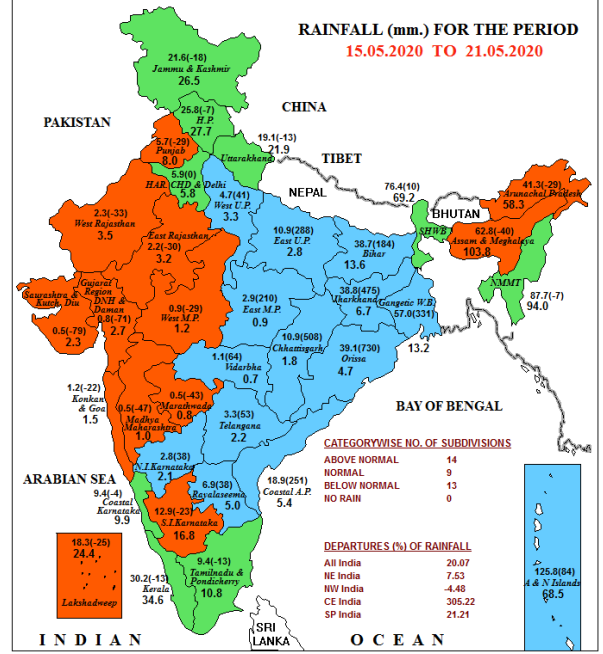 RAINFALL (mm.) FOR THE PERIOD
15.05.2020 TO 21.05.2020
21.6(-18)
Jammu & Kashmir
26.5
CHINA
25.8(-7)
H.P.
27.7
PAKISTAN
5.7(-29)
Punjab
8.0
19.1(-13)
21.9
Uttarakhand
TIBET
5.9(0)
HAR. CHD & Delhi
5.8
4.7(41)
West U.P.
3.3
NEPAL
76.4(10)
69.2
SHWB
BHUTAN
41.3(-29)
Arunachal Pradesh
58.3
2.3(-33)
West Rajasthan
3.5
East Rajasthan
2.2(-30)
3.2
10.9(288)
East U.P.
2.8
38.7(184)
Bihar
13.6
62.8(-40)
Assam & Meghalaya
103.8
NMMT
87.7(-7)
94.0
Saurashtra &
Kutch, Diu
0.5(-79)
2.3
Gujarat
Region
DNH &
Daman
0.8(-71)
2.7
0.9(-29)
West M.P.
1.2
2.9(210)
East M.P.
0.9
38.8(475)
Jharkhand
6.7
Gangetic W.B.
57.0(331)
13.2
10.9(508)
Chhattisgarh
1.8
39.1(730)
Orissa
4.7
1.1(64)
Vidarbha
0.7
1.2(-22)
Konkan
& Goa
1.5
0.5(-47)
Madhya
Maharashtra
1.0
0.5(-43)
Marathwada
0.8
3.3(53)
Telangana
2.2
BAY OF BENGAL
2.8(38)
N.I.Karnataka
2.1
ARABIAN SEA
9.4(-4)
Coastal
Karnataka
9.9
6.9(38)
Rayalaseema
5.0
18.9(251)
Coastal A.P.
5.4
12.9(-23)
S.I.Karnataka
16.8
CATEGORYWISE NO. OF SUBDIVISIONS
ABOVE NORMAL 14
NORMAL 9
BELOW NORMAL 13
NO RAIN 0
18.3(-25)
24.4
Lakshadweep
30.2(-13)
Kerala
34.6
9.4(-13)
Tamilnadu &
Pondicherry
10.8
DEPARTURES (%) OF RAINFALL
All India 20.07
NE India 7.53
NW India -4.48
CE India 305.22
SP India 21.21
125.8(84)
A & N Islands
68.5
SRI
LANKA
INDIAN OCEAN